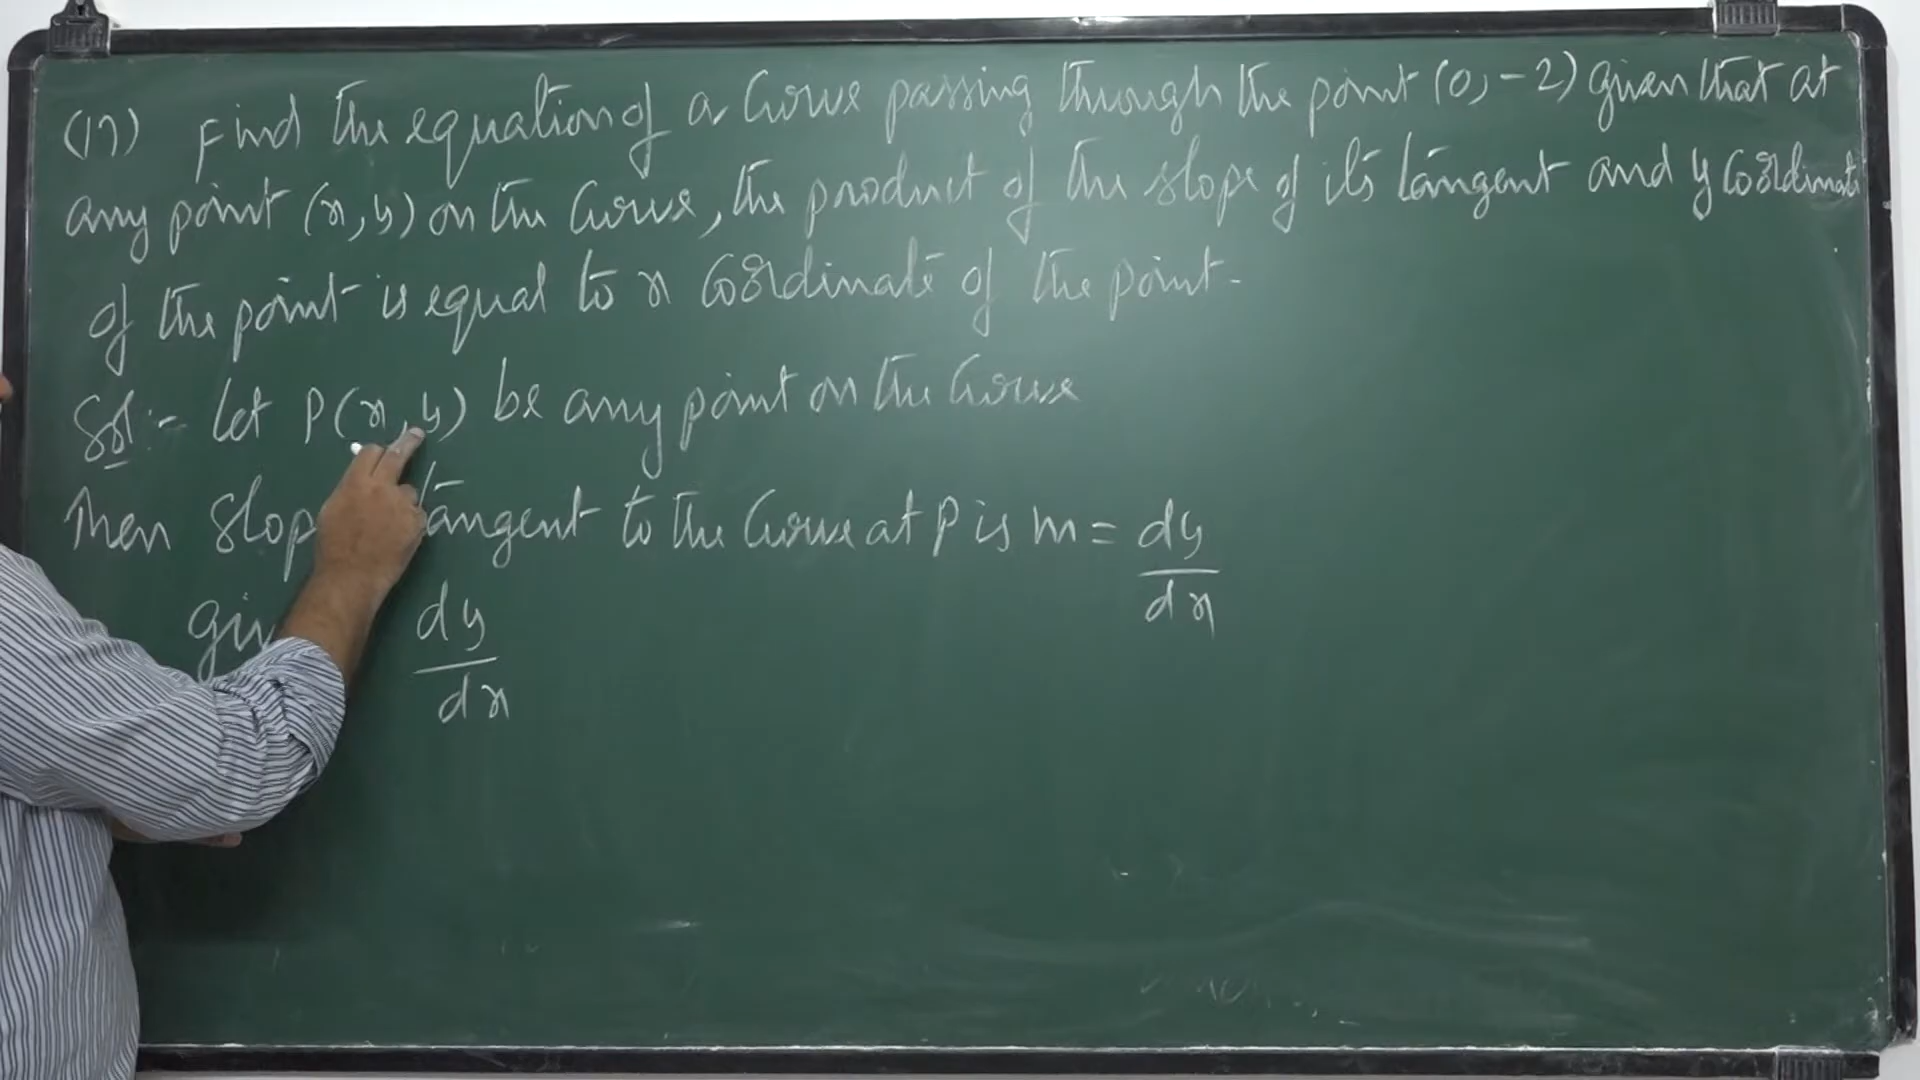 (17) Find the equation of a curve passing through the point (0, -2) given that at
any point (x, y) on the curve, the product of the slope of its tangent and y coordinate
of the point is equal to x coordinate of the point.
Sol:- Let P(x, y) be any point on the curve
Then slop tangent to the curve at P is m = dy/dx
giv dy/dx